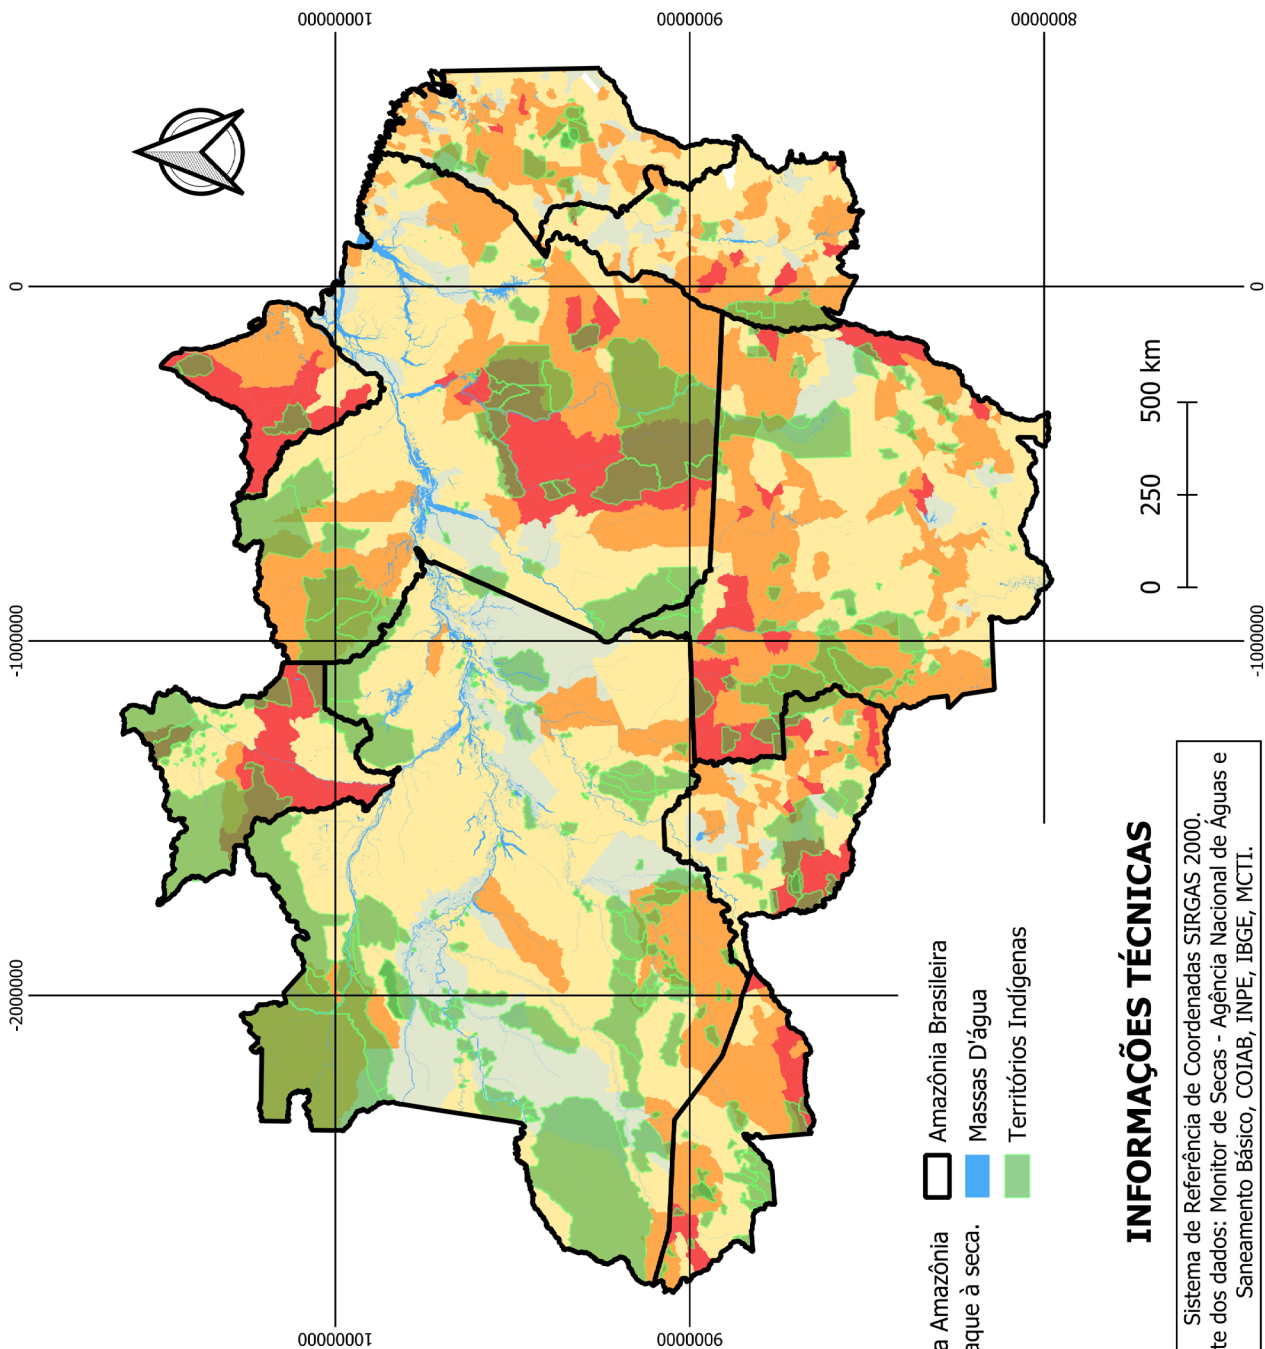 10000000
9000000
8000000
0
-1000000
-2000000
0
-1000000
10000000
9000000
0 250 500 km
a Amazônia
aque à seca.
Amazônia Brasileira
Massas D'água
Territórios Indígenas
INFORMAÇÕES TÉCNICAS
Sistema de Referência de Coordenadas SIRGAS 2000.
te dos dados: Monitor de Secas - Agência Nacional de Águas e
Saneamento Básico, COIAB, INPE, IBGE, MCTI.